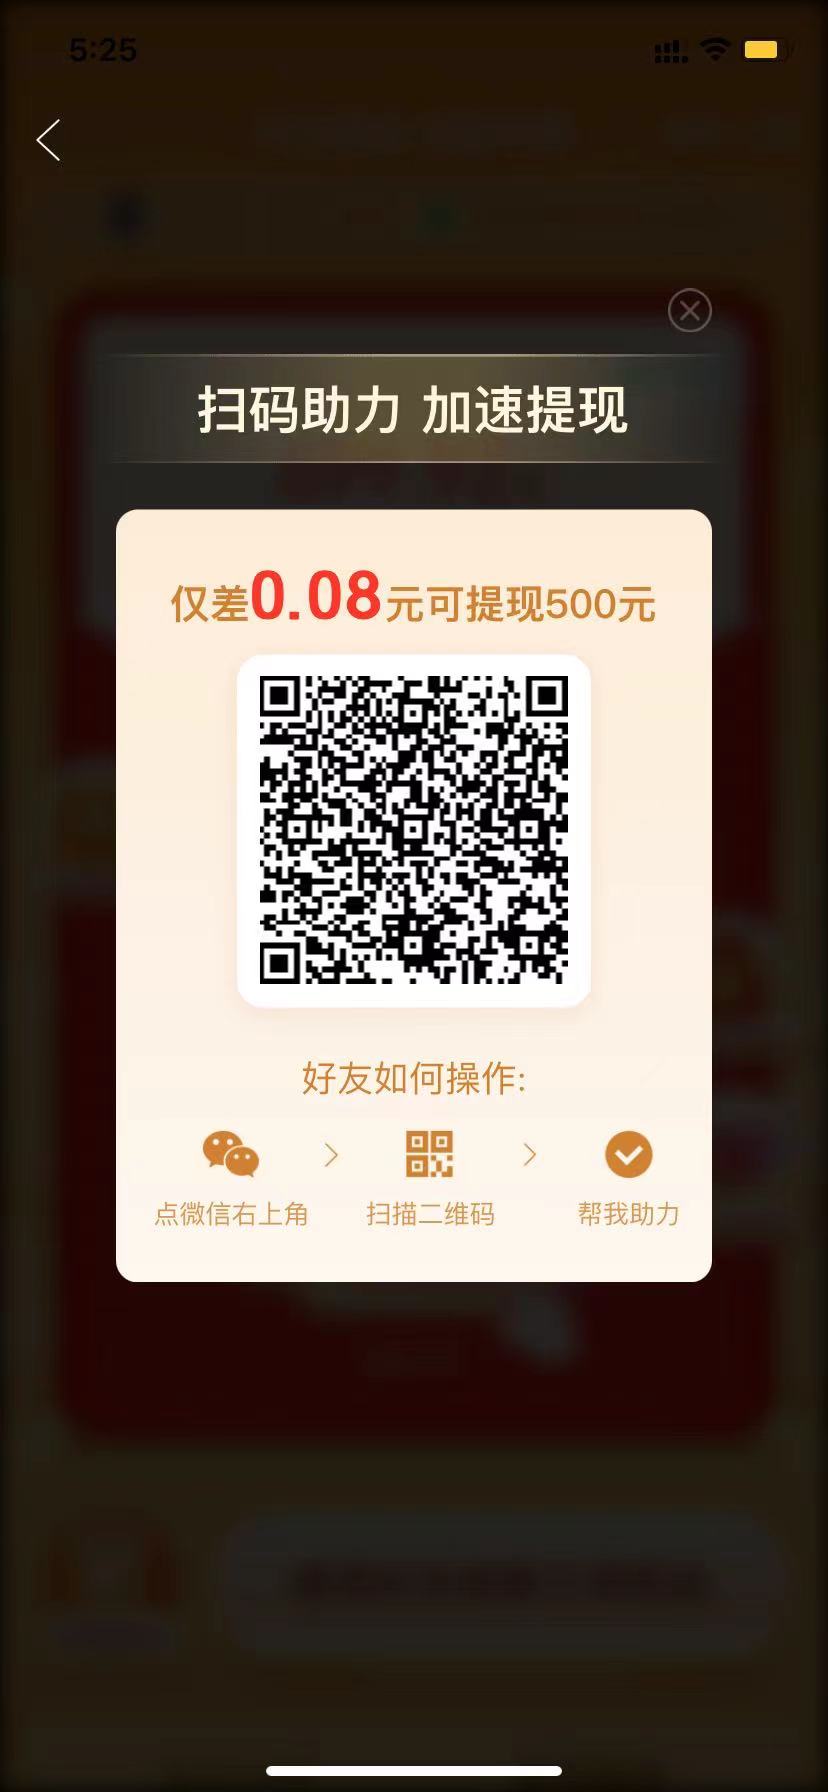 5:25
扫码助力 加速提现
仅差0.08元可提现500元
好友如何操作:
点微信右上角
扫描二维码
帮我助力